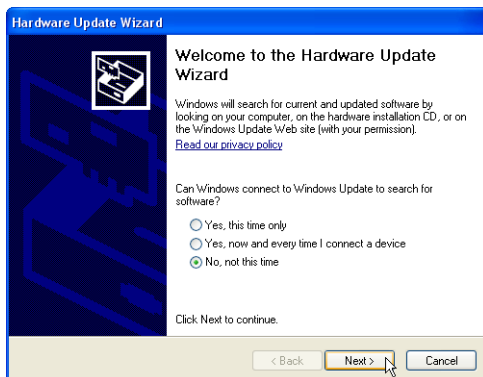 Hardware Update Wizard
Welcome to the Hardware Update
Wizard
Windows will search for current and updated software by
looking on your computer, on the hardware installation CD, or on
the Windows Update Web site (with your permission).
Read our privacy policy
Can Windows connect to Windows Update to search for
software?
Yes, this time only
Yes, now and every time I connect a device
No, not this time
Click Next to continue.
< Back
Next >
Cancel